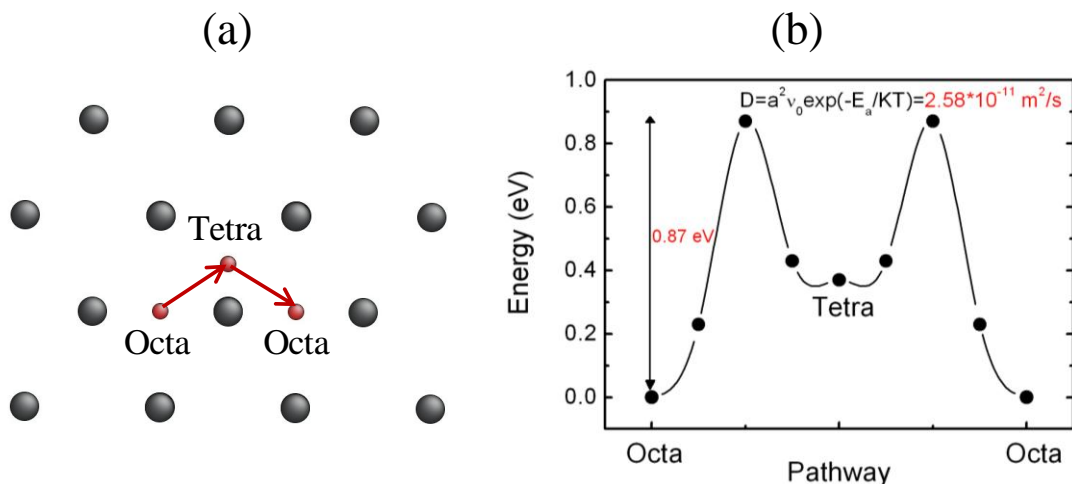 (a)
(b)
Tetra
Octa
Octa
Energy (eV)
1.0
0.8
0.6
0.4
0.2
0.0
D=a²ν₀exp(-Eₐ/KT)=2.58*10⁻¹¹ m²/s
0.87 eV
Tetra
Octa
Octa
Pathway